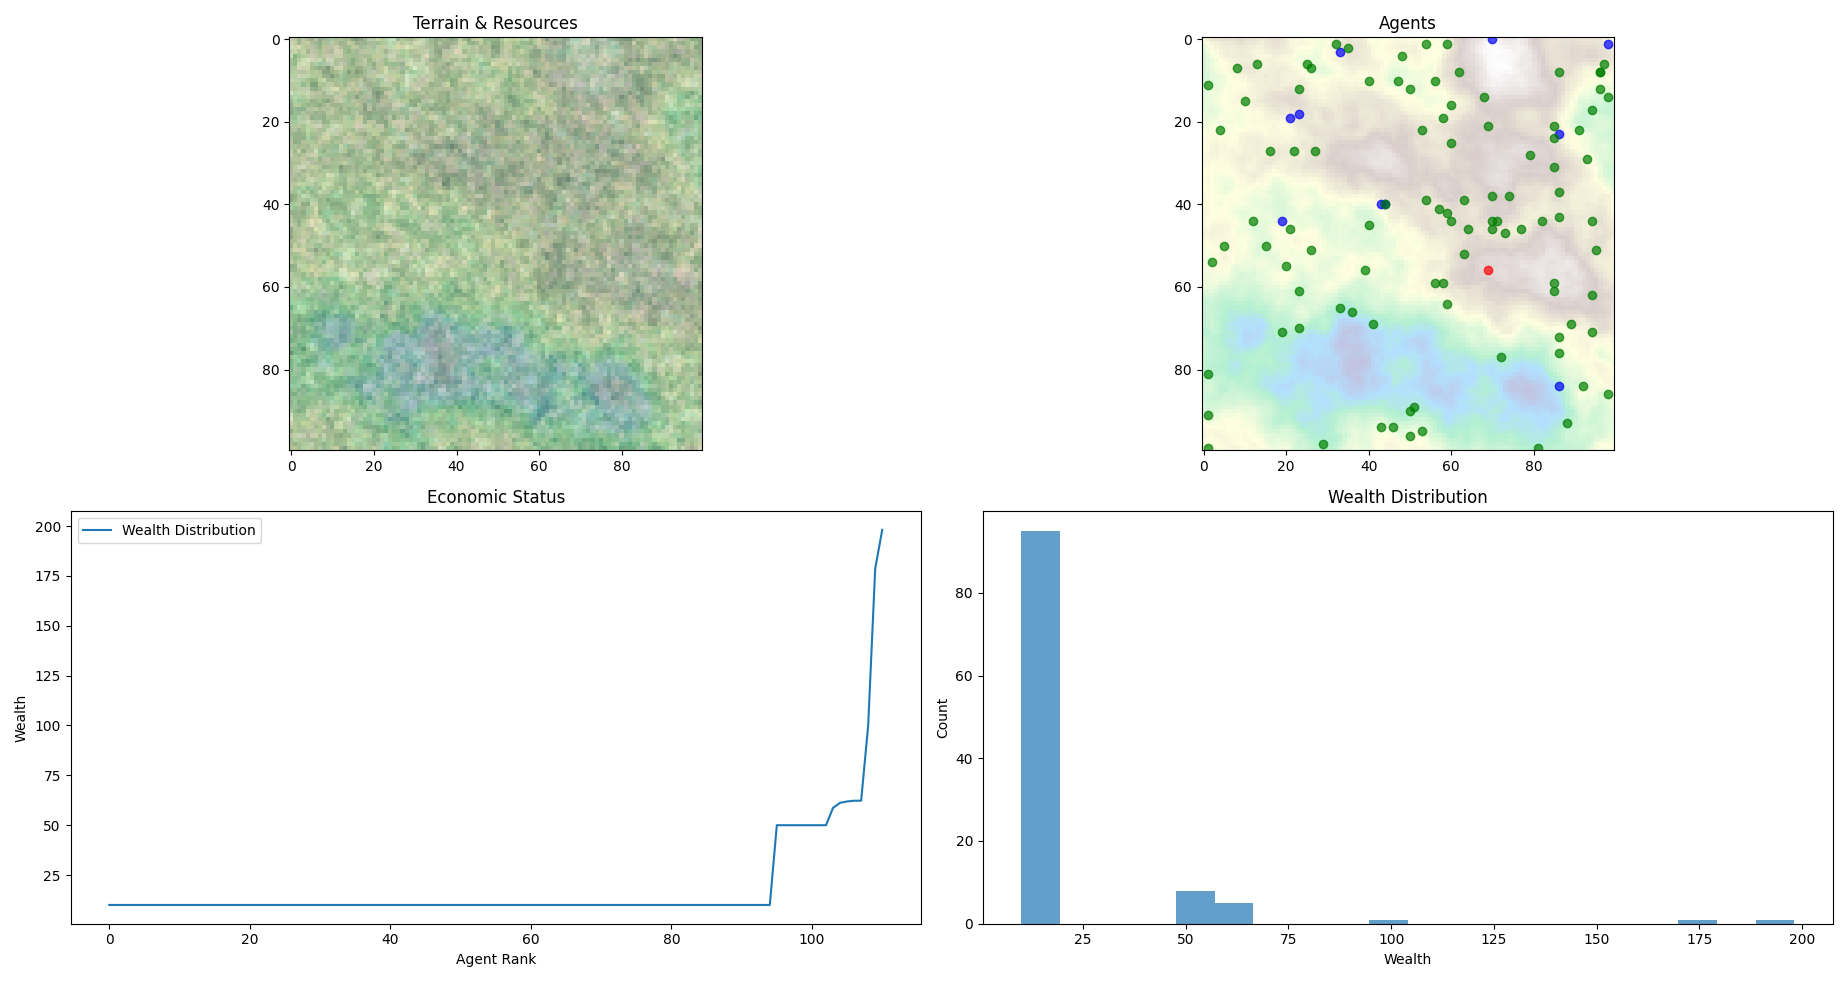 Terrain & Resources
0
20
40
60
80
0 20 40 60 80
Agents
0
20
40
60
80
0 20 40 60 80
Economic Status
Wealth Distribution
200
175
150
125
100
75
50
25
Wealth
0 20 40 60 80 100
Agent Rank
Wealth Distribution
80
60
40
20
0
Count
25 50 75 100 125 150 175 200
Wealth